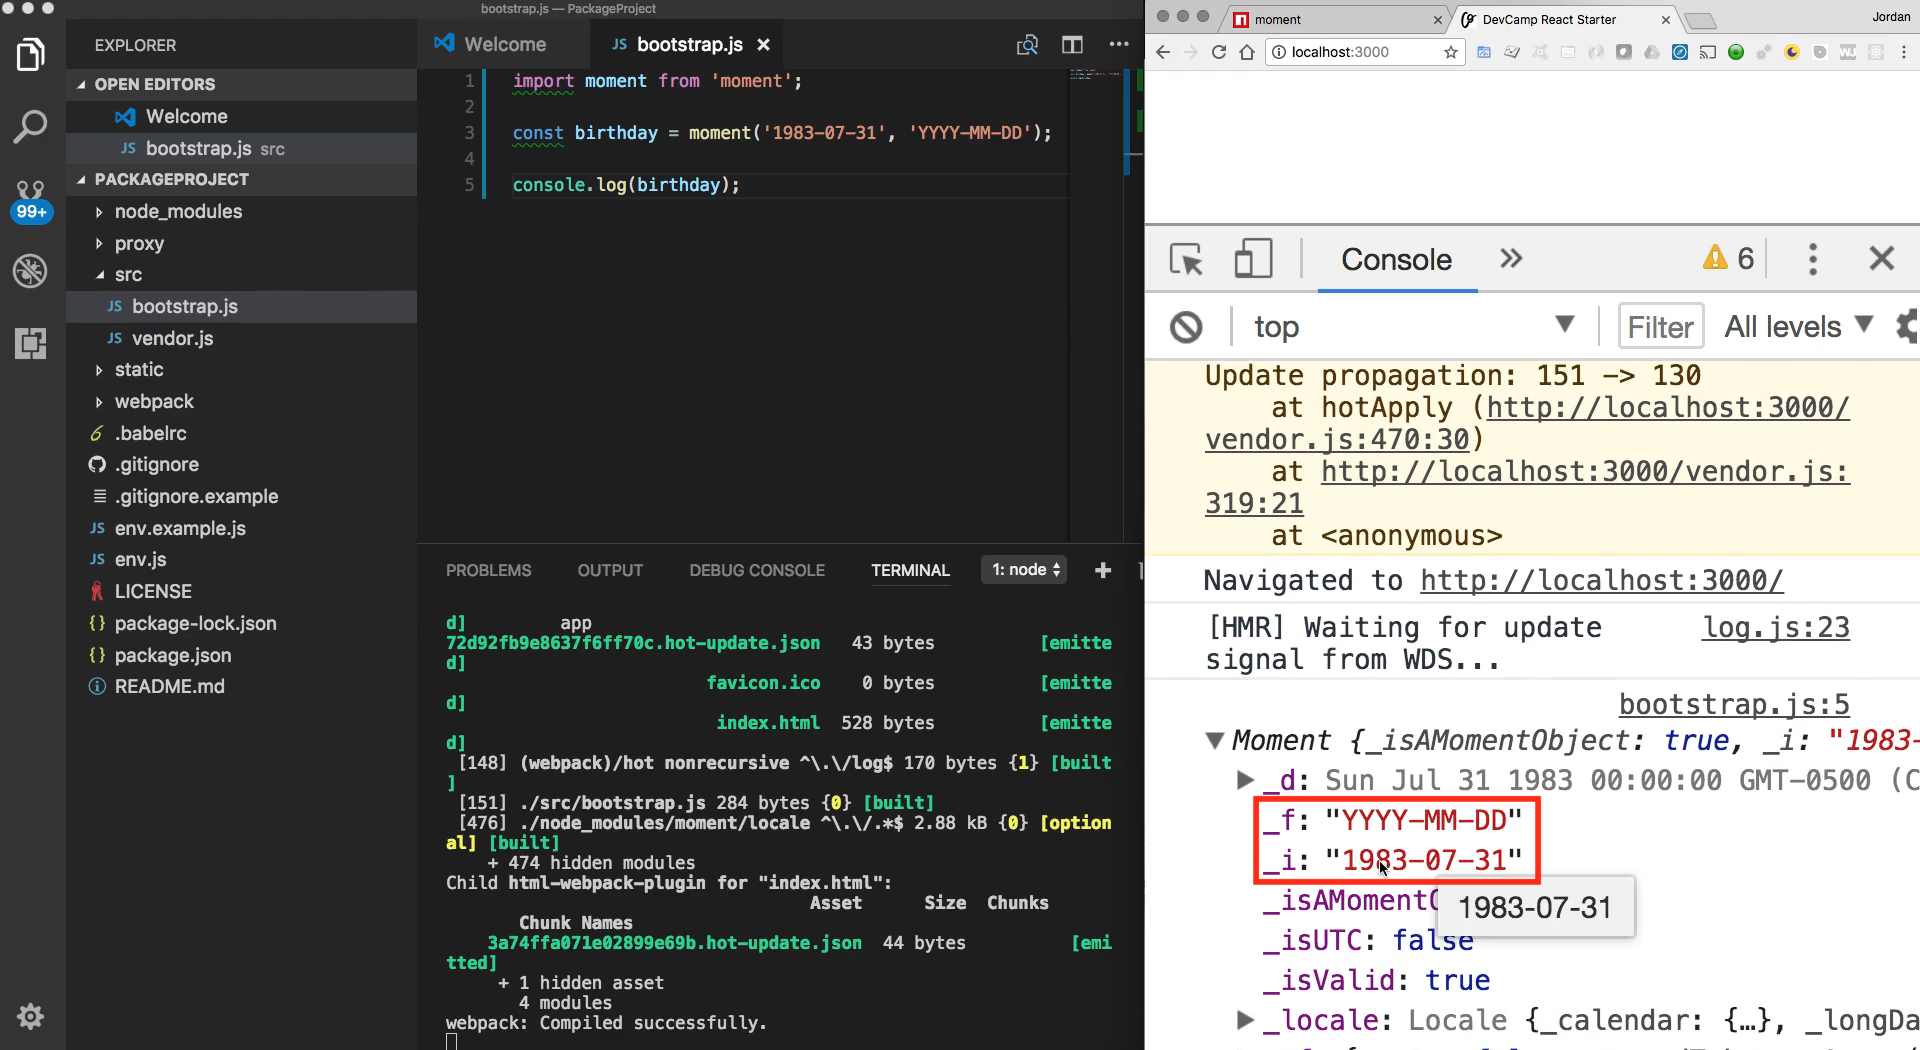 bootstrap.js — PackageProject
EXPLORER
OPEN EDITORS
Welcome
JS bootstrap.js src
PACKAGEPROJECT
node_modules
proxy
src
JS bootstrap.js
JS vendor.js
static
webpack
.babelrc
.gitignore
.gitignore.example
JS env.example.js
JS env.js
LICENSE
{} package-lock.json
{} package.json
README.md
99+
Welcome
JS bootstrap.js
1 import moment from 'moment';
2
3 const birthday = moment('1983-07-31', 'YYYY-MM-DD');
4
5 console.log(birthday);
PROBLEMS OUTPUT DEBUG CONSOLE TERMINAL 1: node
d] app
72d92fb9e8637f6ff70c.hot-update.json 43 bytes [emitte
d]
favicon.ico 0 bytes [emitte
d]
index.html 528 bytes [emitte
d]
[148] (webpack)/hot nonrecursive ^\.\/log$ 170 bytes {1} [built
]
[151] ./src/bootstrap.js 284 bytes {0} [built]
[476] ./node_modules/moment/locale ^\.\/.*$ 2.88 kB {0} [option
al] [built]
+ 474 hidden modules
Child html-webpack-plugin for "index.html":
Asset Size Chunks
Chunk Names
3a74ffa071e02899e69b.hot-update.json 44 bytes [emi
tted]
+ 1 hidden asset
4 modules
webpack: Compiled successfully.
moment
DevCamp React Starter
Jordan
localhost:3000
Console
6
top
Filter
All levels
Update propagation: 151 -> 130
at hotApply (http://localhost:3000/
vendor.js:470:30)
at http://localhost:3000/vendor.js:
319:21
at <anonymous>
Navigated to http://localhost:3000/
[HMR] Waiting for update log.js:23
signal from WDS...
bootstrap.js:5
Moment {_isAMomentObject: true, _i: "1983-
_d: Sun Jul 31 1983 00:00:00 GMT-0500 (C
_f: "YYYY-MM-DD"
_i: "1983-07-31"
_isAMoment
1983-07-31
_isUTC: false
_isValid: true
_locale: Locale {_calendar: {…}, _longDa